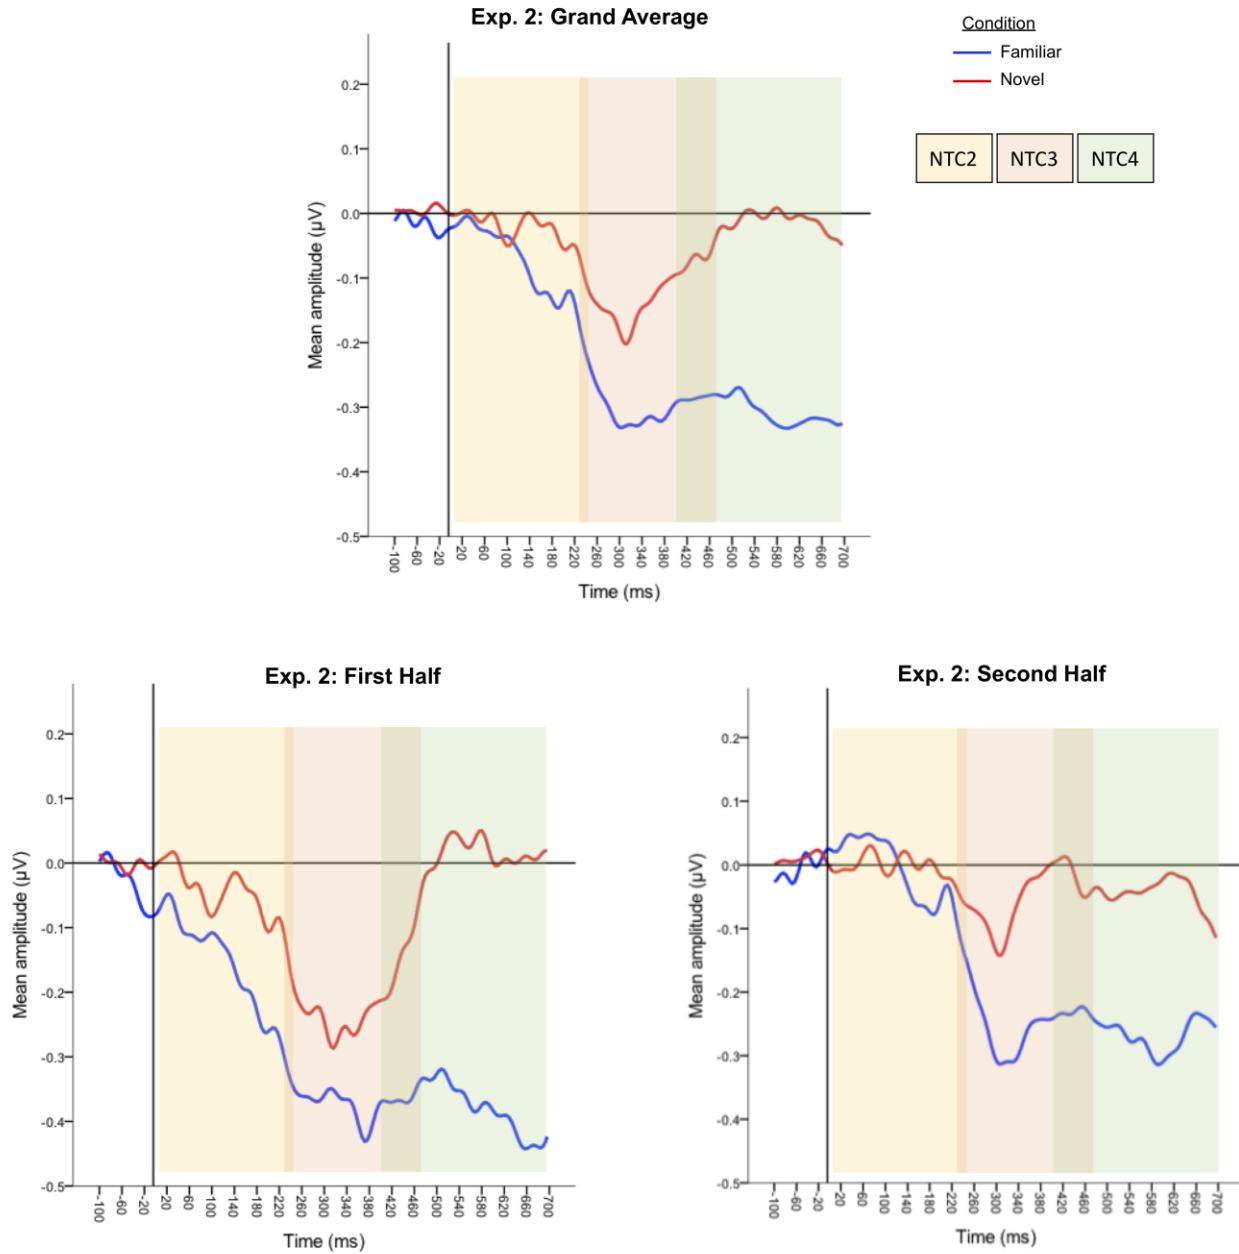 Exp. 2: Grand Average
Condition
Familiar
Novel
NTC2 NTC3 NTC4
Mean amplitude (µV)
0.2
0.1
0.0
-0.1
-0.2
-0.3
-0.4
-0.5
-100 -60 -20 20 60 100 140 180 220 260 300 340 380 420 460 500 540 580 620 660 700
Time (ms)
Exp. 2: First Half
Mean amplitude (µV)
0.2
0.1
0.0
-0.1
-0.2
-0.3
-0.4
-0.5
-100 -60 -20 20 60 100 140 180 220 260 300 340 380 420 460 500 540 580 620 660 700
Time (ms)
Exp. 2: Second Half
Mean amplitude (µV)
0.2
0.1
0.0
-0.1
-0.2
-0.3
-0.4
-0.5
-100 -60 -20 20 60 100 140 180 220 260 300 340 380 420 460 500 540 580 620 660 700
Time (ms)